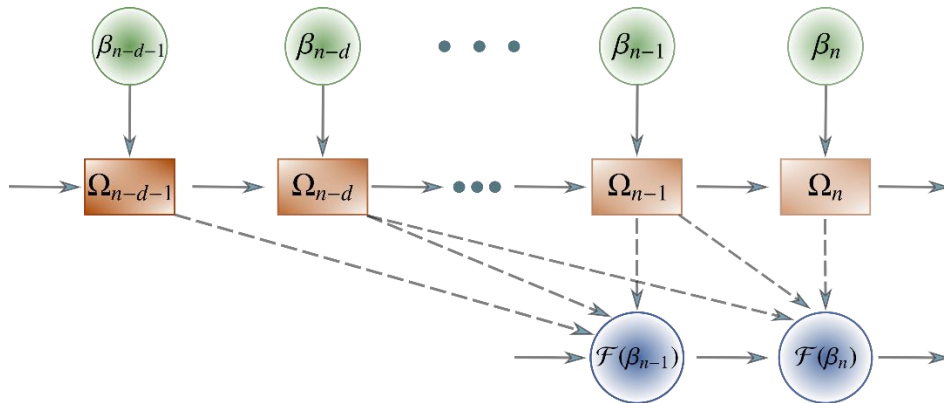 β_{n−d−1} β_{n−d} • • • β_{n−1} β_n
Ω_{n−d−1} Ω_{n−d} ••• Ω_{n−1} Ω_n
ℱ(β_{n−1}) ℱ(β_n)